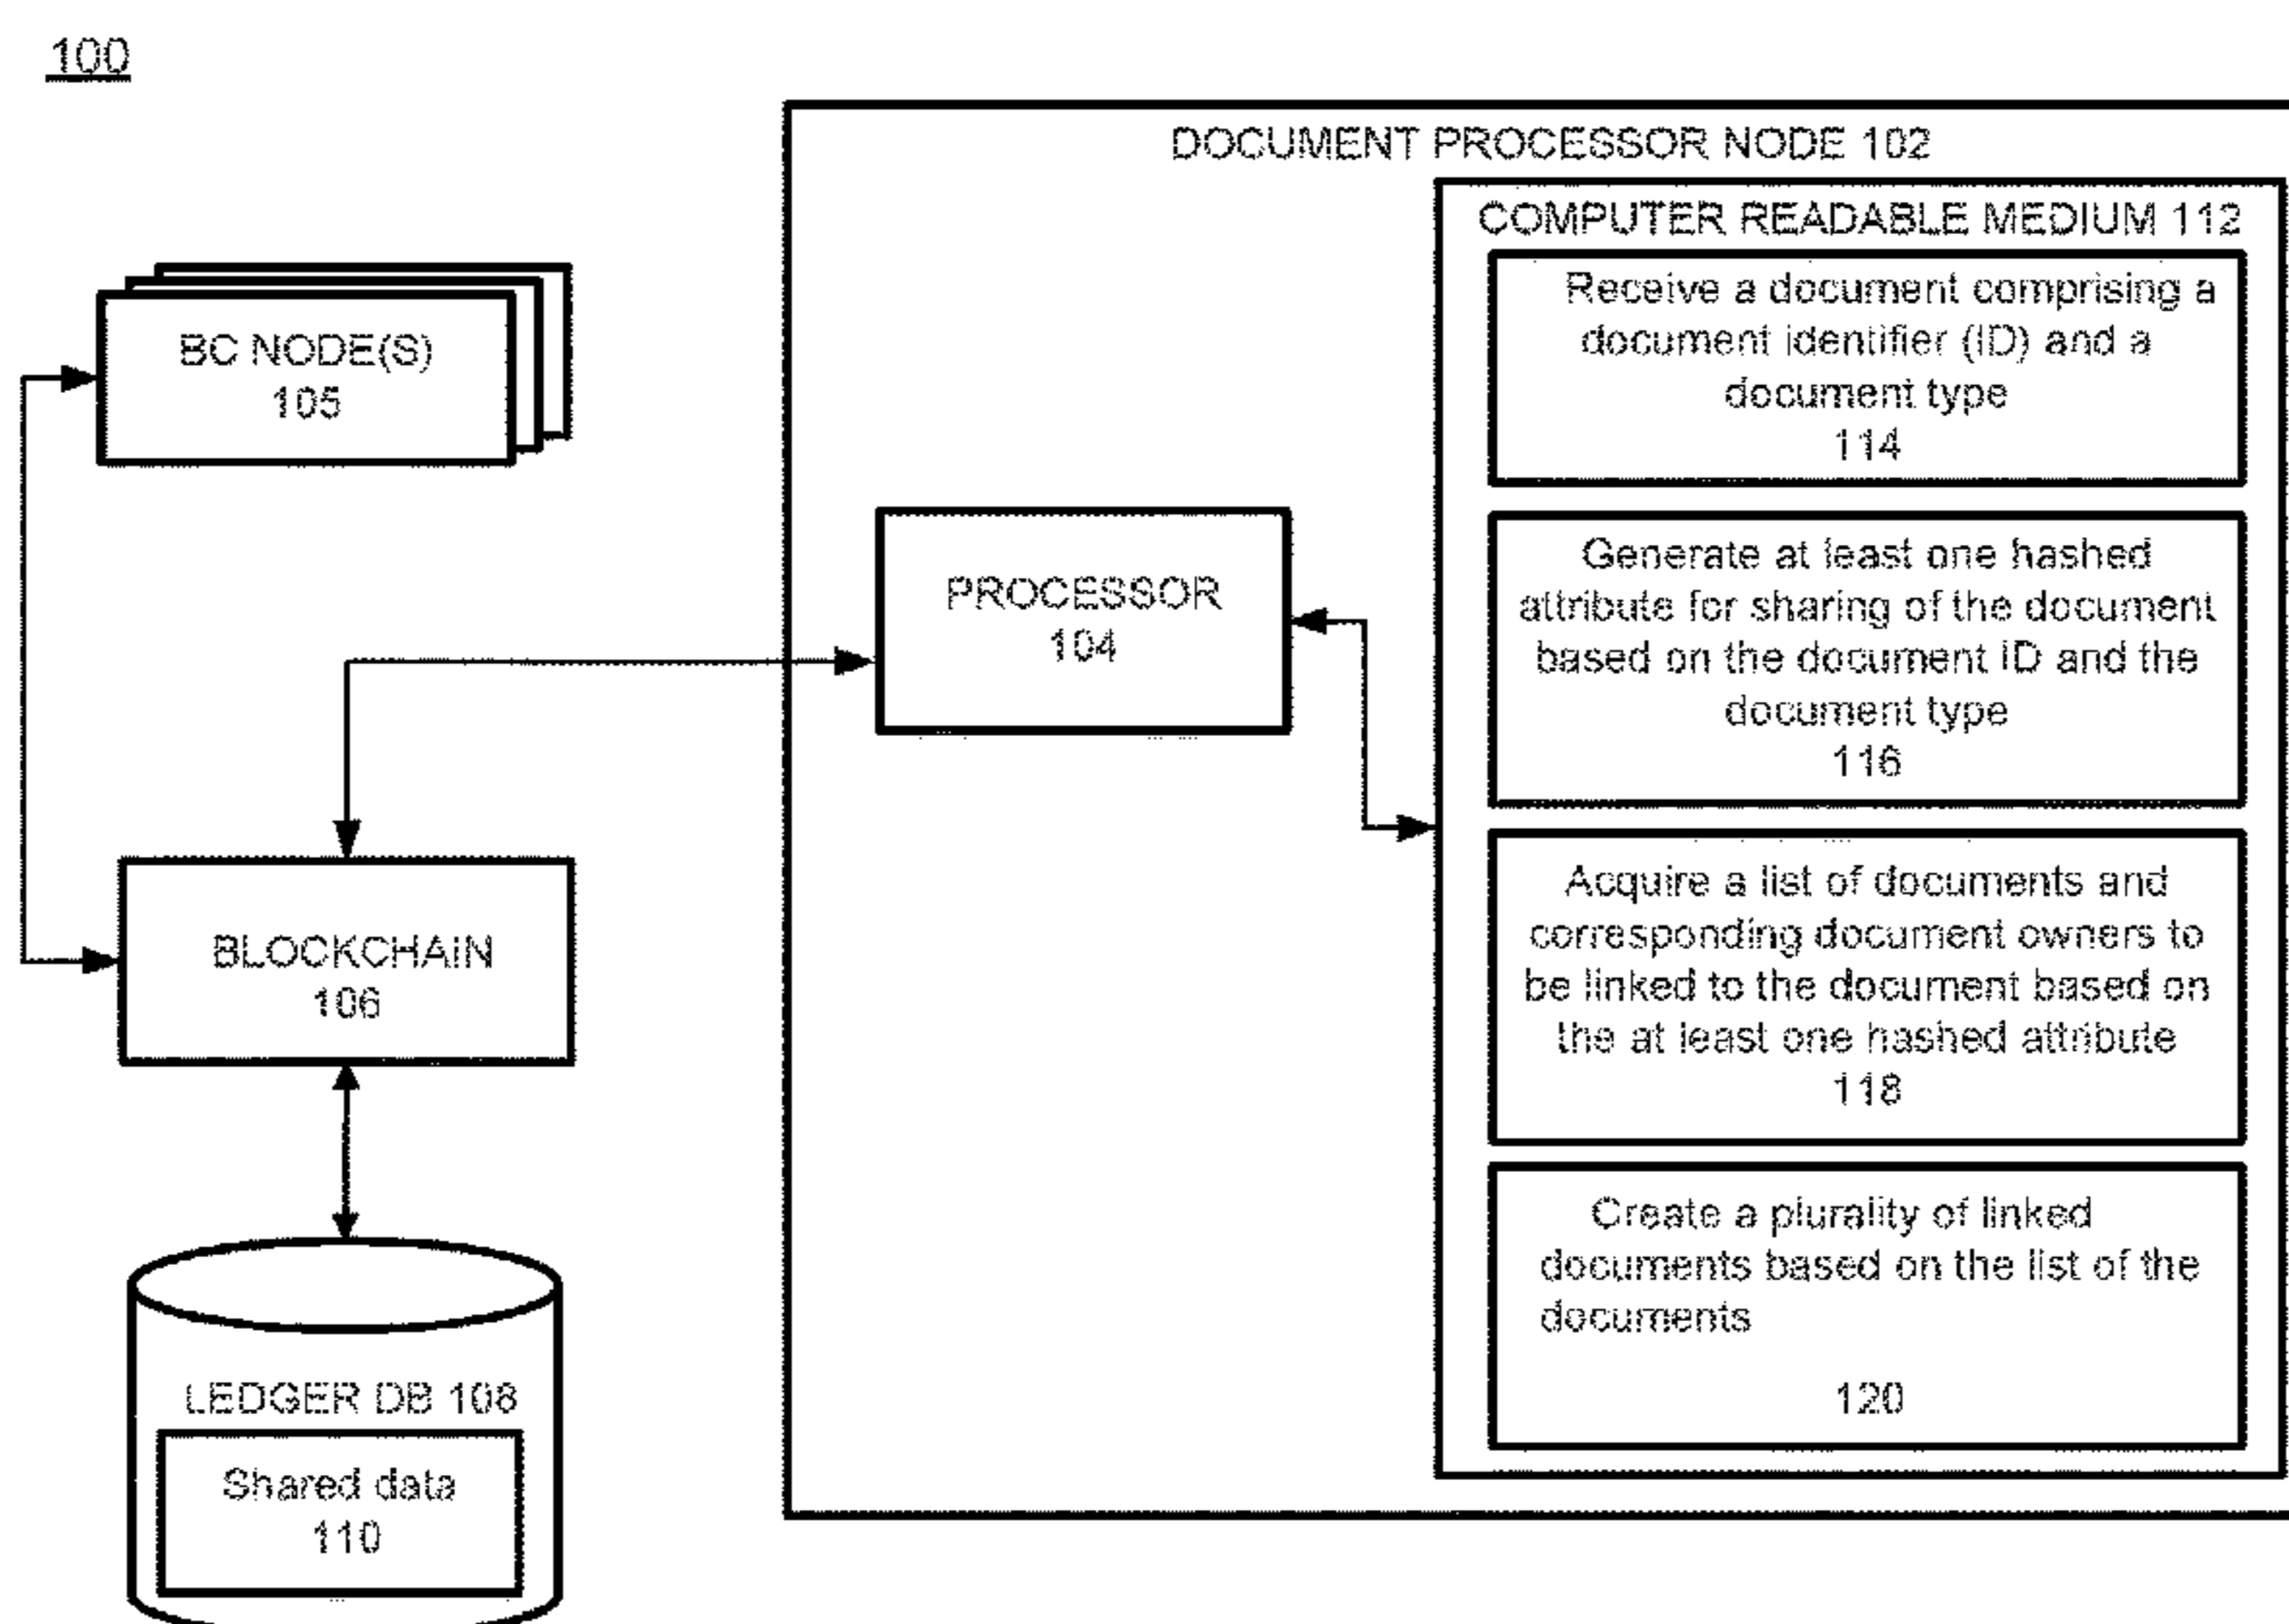 100
DOCUMENT PROCESSOR NODE 102
COMPUTER READABLE MEDIUM 112
Receive a document comprising a
document identifier (ID) and a
document type
114
Generate at least one hashed
attribute for sharing of the document
based on the document ID and the
document type
116
Acquire a list of documents and
corresponding document owners to
be linked to the document based on
the at least one hashed attribute
118
Create a plurality of linked
documents based on the list of the
documents
120
PROCESSOR
104
BC NODE(S)
105
BLOCKCHAIN
106
LEDGER DB 108
Shared data
110